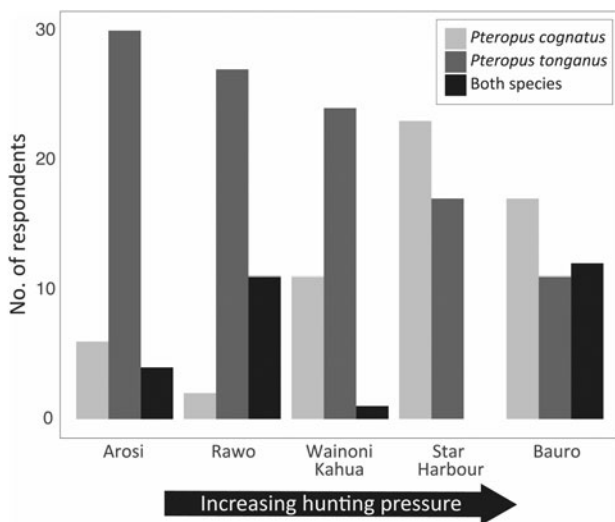 No. of respondents
30
20
10
0
Pteropus cognatus
Pteropus tonganus
Both species
Arosi
Rawo
Wainoni
Kahua
Star
Harbour
Bauro
Increasing hunting pressure